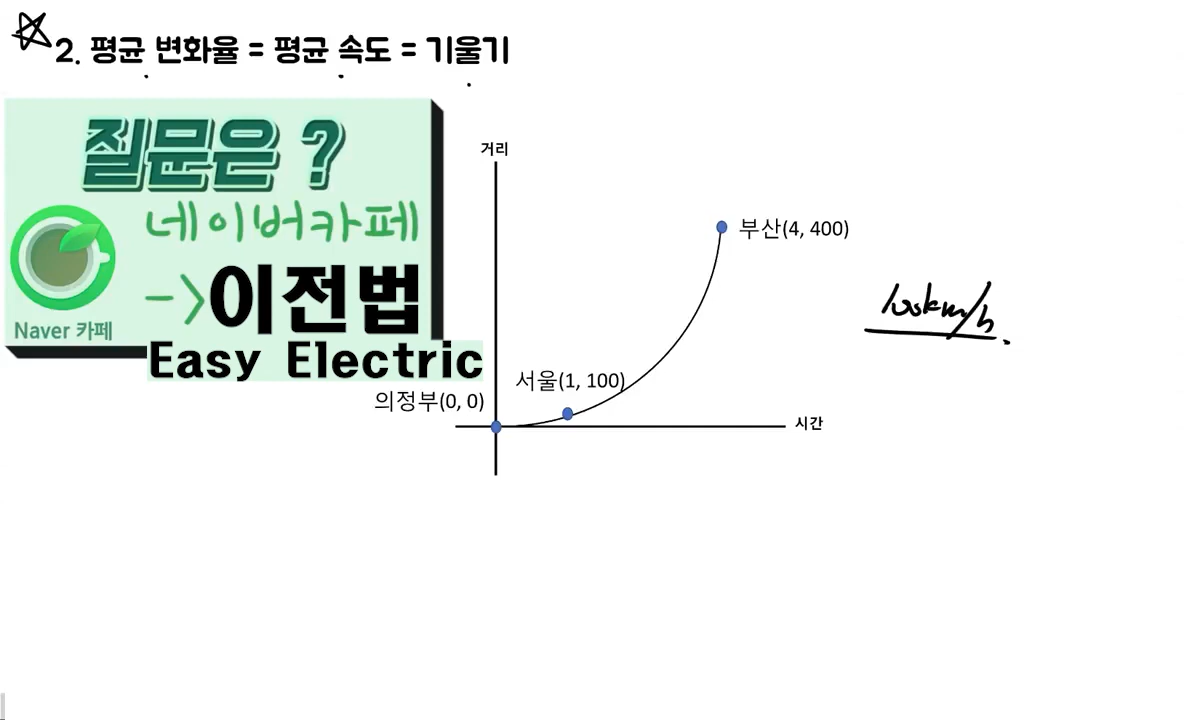 2. 평균 변화율 = 평균 속도 = 기울기
질문은 ?
네이버카페
->이전법
Naver 카페
Easy Electric
거리
부산(4, 400)
100km/h
서울(1, 100)
의정부(0, 0)
시간